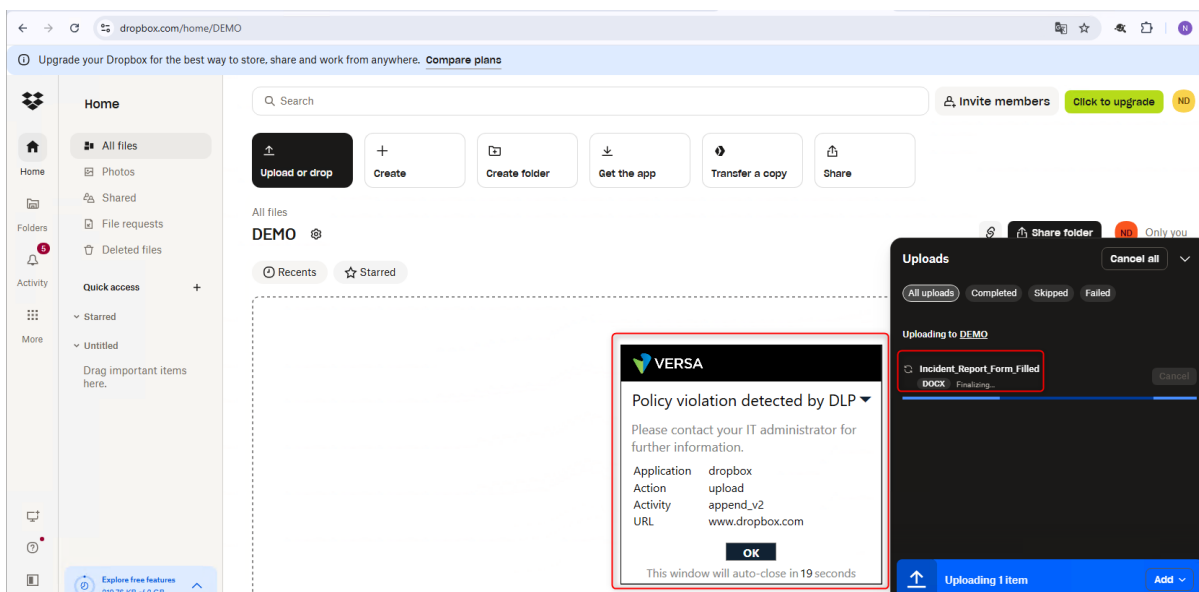 dropbox.com/home/DEMO
N
Upgrade your Dropbox for the best way to store, share and work from anywhere. Compare plans
Home
Search
Invite members
Click to upgrade
ND
Home
All files
Photos
Shared
File requests
Deleted files
Folders
5
Activity
More
Quick access
+
Starred
Untitled
Drag important items
here.
Explore free features
Upload or drop
Create
Create folder
Get the app
Transfer a copy
Share
All files
DEMO
Share folder
ND
Only you
Recents
Starred
VERSA
Policy violation detected by DLP
Please contact your IT administrator for
further information.
Application dropbox
Action upload
Activity append_v2
URL www.dropbox.com
OK
This window will auto-close in 19 seconds
Uploads
Cancel all
All uploads Completed Skipped Failed
Uploading to DEMO
Incident_Report_Form_Filled
DOCX Finalizing...
Cancel
Uploading 1 item
Add